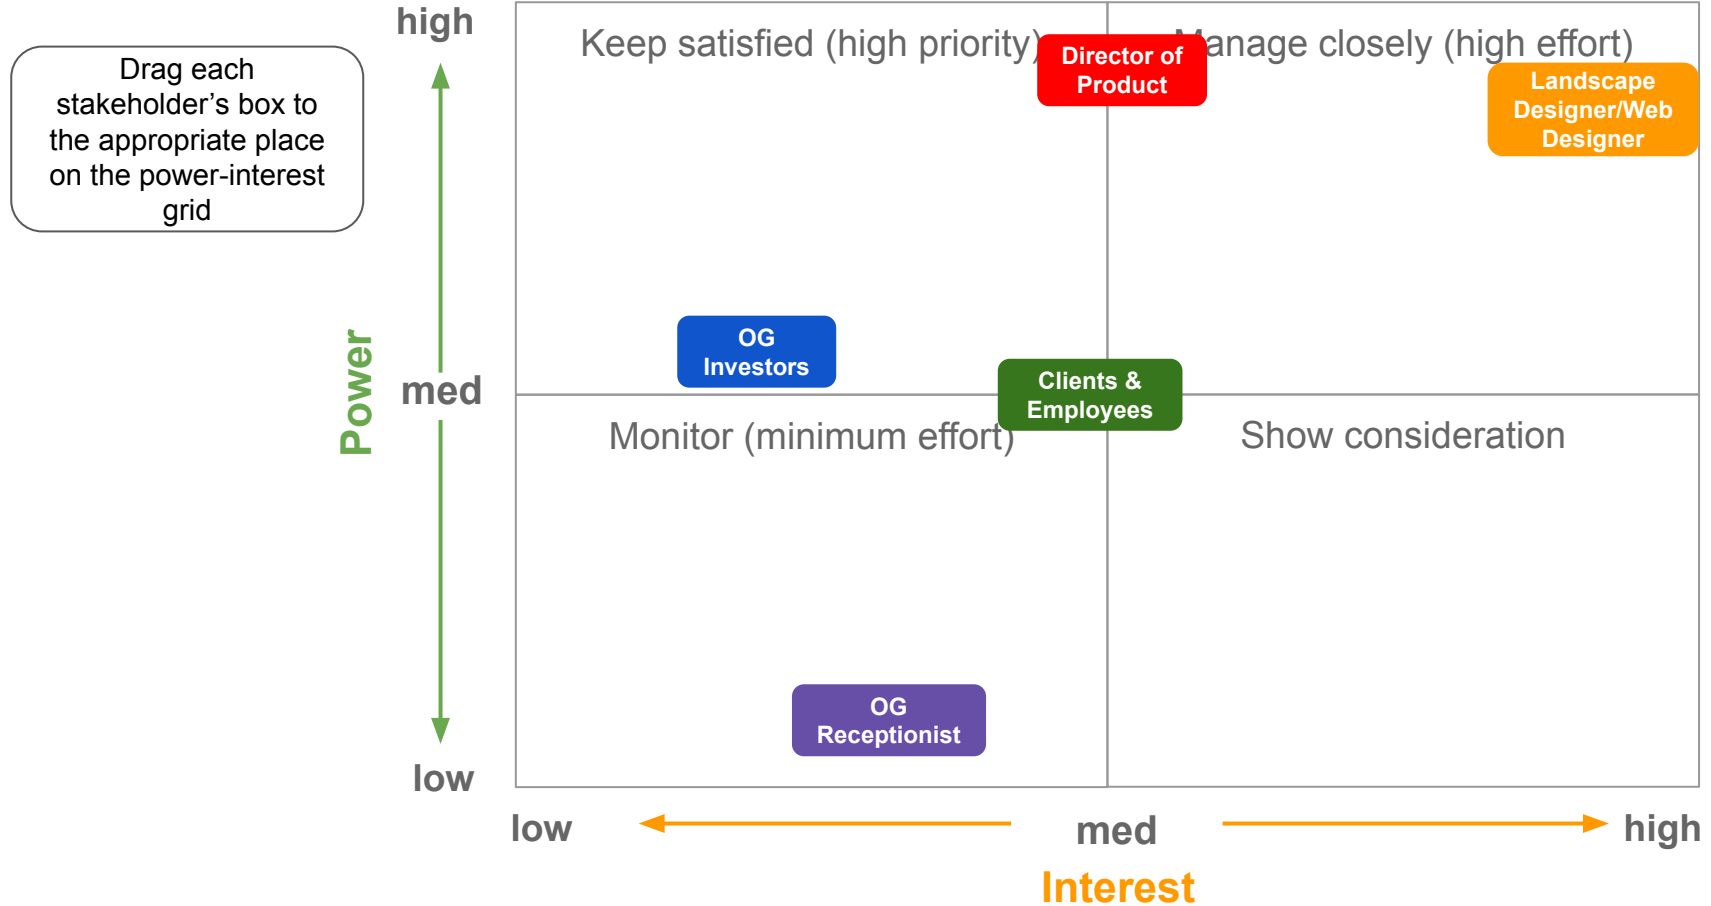 Drag each
stakeholder’s box to
the appropriate place
on the power-interest
grid
high
Keep satisfied (high priority)
Manage closely (high effort)
Director of
Product
Landscape
Designer/Web
Designer
Power
OG
Investors
med
Clients &
Employees
Monitor (minimum effort)
Show consideration
OG
Receptionist
low
low
med
high
Interest